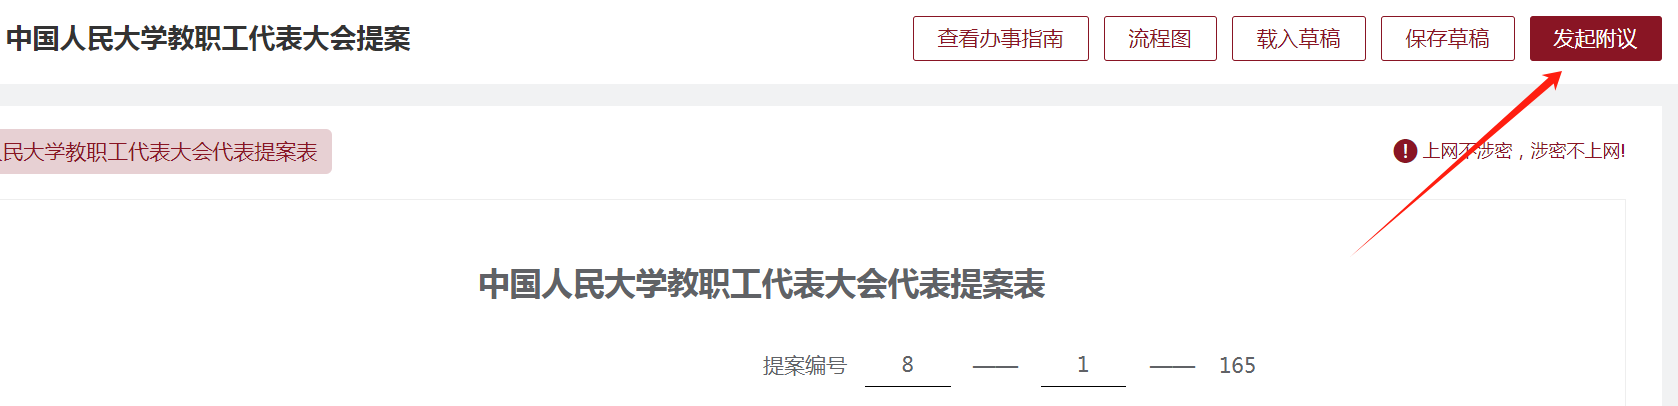 中国人民大学教职工代表大会提案
查看办事指南 流程图 载入草稿 保存草稿 发起附议
民大学教职工代表大会代表提案表
! 上网不涉密，涉密不上网!
中国人民大学教职工代表大会代表提案表
提案编号 8 —— 1 —— 165